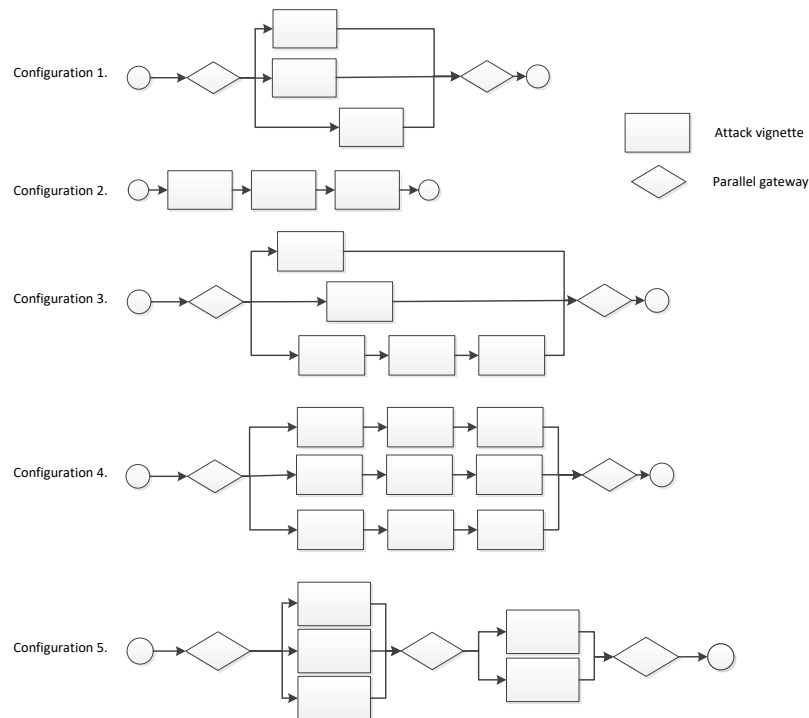 Configuration 1.
Attack vignette
Configuration 2.
Parallel gateway
Configuration 3.
Configuration 4.
Configuration 5.